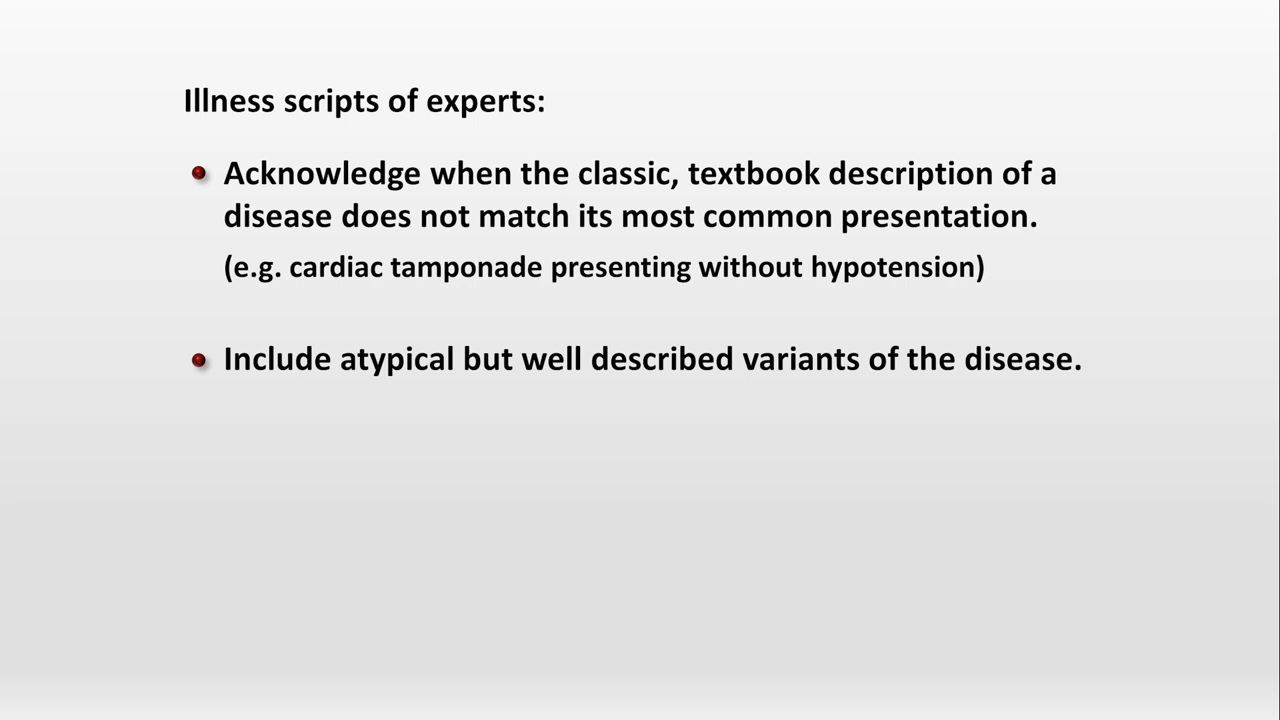 Illness scripts of experts:
Acknowledge when the classic, textbook description of a
disease does not match its most common presentation.
(e.g. cardiac tamponade presenting without hypotension)
Include atypical but well described variants of the disease.